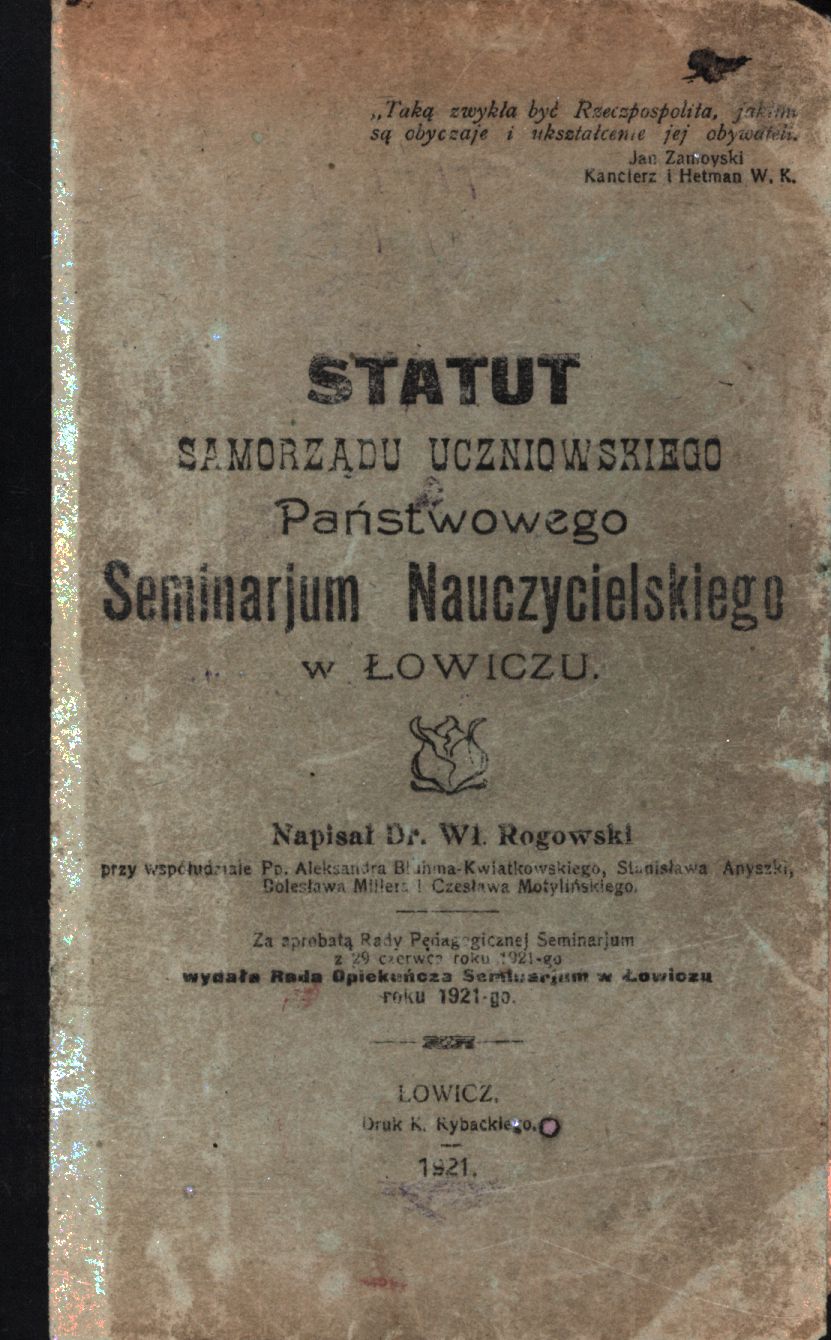 „Taką zwykła być Rzeczpospolita, jakimi
są obyczaje i ukształcenie jej obywateli.
Jan Zamoyski
Kanclerz i Hetman W. K.
STATUT
SAMORZĄDU UCZNIOWSKIEGO
Państwowego
Seminarjum Nauczycielskiego
w ŁOWICZU.
Napisał Dr. Wł. Rogowski
przy współudziale Pp. Aleksandra Bluhma-Kwiatkowskiego, Stanisława Anyszki,
Bolesława Millera i Czesława Motylińskiego.
Za aprobatą Rady Pedagogicznej Seminarjum
z 29 czerwca roku 1921-go
wydała Rada Opiekuńcza Seminarjum w Łowiczu
roku 1921-go.
ŁOWICZ.
Druk K. Rybackiego.
1921.